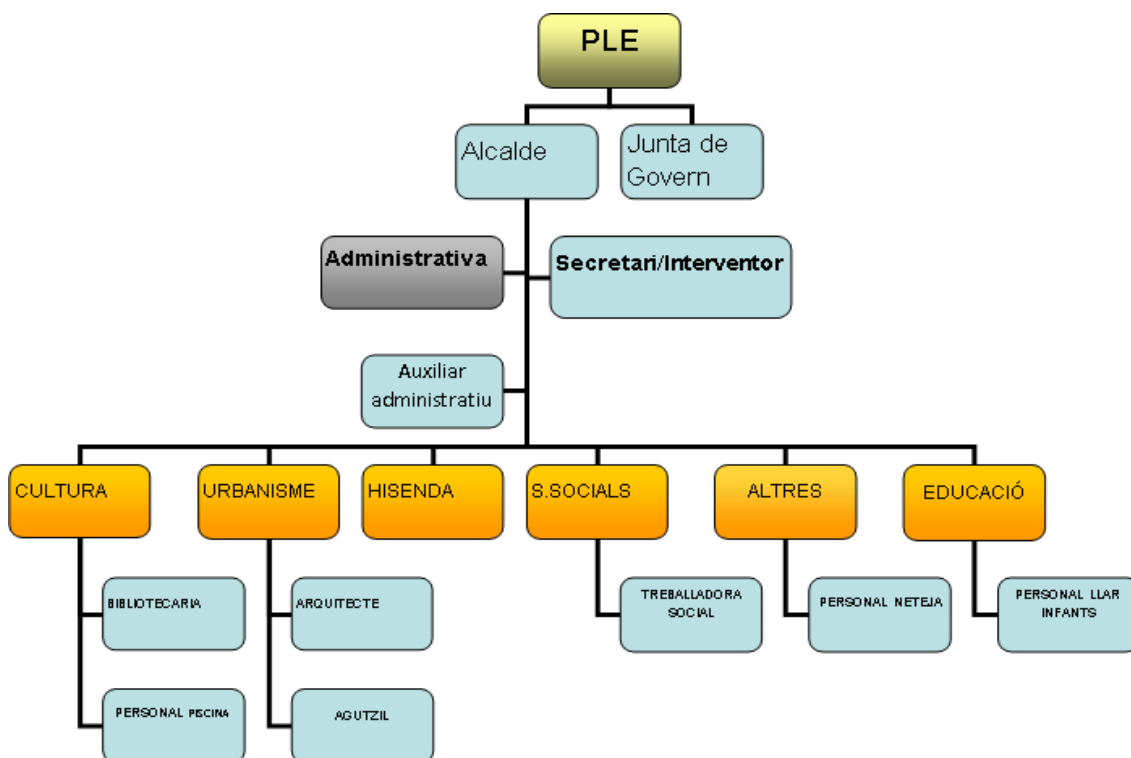 PLE
Alcalde
Junta de
Govern
Administrativa
Secretari/Interventor
Auxiliar
administratiu
CULTURA
URBANISME
HISENDA
S.SOCIALS
ALTRES
EDUCACIÓ
BIBLIOTECARIA
ARQUITECTE
TREBALLADORA
SOCIAL
PERSONAL NETEJA
PERSONAL LLAR
INFANTS
PERSONAL PISCINA
AGUTZIL